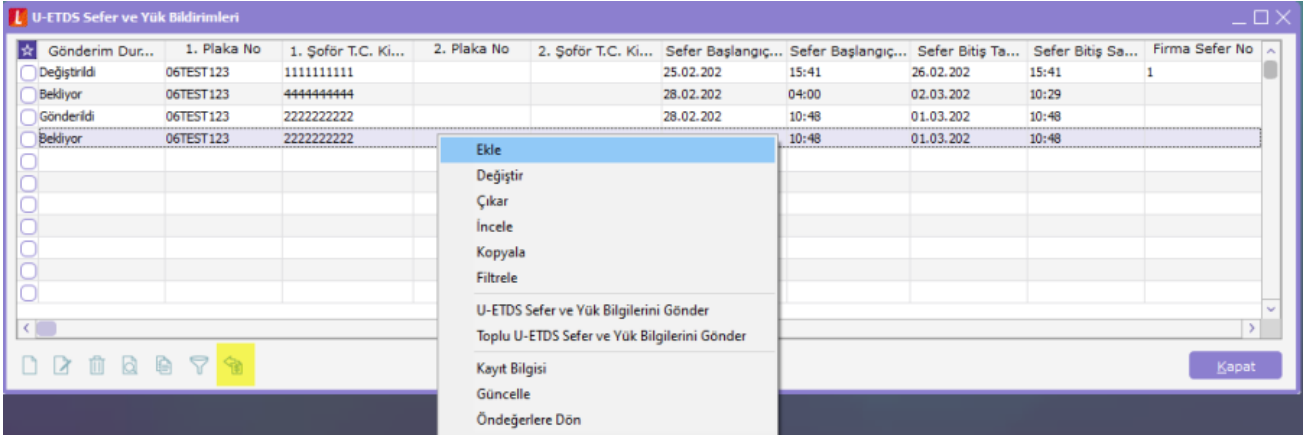 U-ETDS Sefer ve Yük Bildirimleri
Gönderim Dur... 1. Plaka No 1. Şoför T.C. Ki... 2. Plaka No 2. Şoför T.C. Ki... Sefer Başlangıç... Sefer Başlangıç... Sefer Bitiş Ta... Sefer Bitiş Sa... Firma Sefer No
Değiştirildi 06TEST123 1111111111 25.02.202 15:41 26.02.202 15:41 1
Bekliyor 06TEST123 4444444444 28.02.202 04:00 02.03.202 10:29
Gönderildi 06TEST123 2222222222 28.02.202 10:48 01.03.202 10:48
Bekliyor 06TEST123 2222222222 10:48 01.03.202 10:48
Ekle
Değiştir
Çıkar
İncele
Kopyala
Filtrele
U-ETDS Sefer ve Yük Bilgilerini Gönder
Toplu U-ETDS Sefer ve Yük Bilgilerini Gönder
Kayıt Bilgisi
Güncelle
Öndeğerlere Dön
Kapat